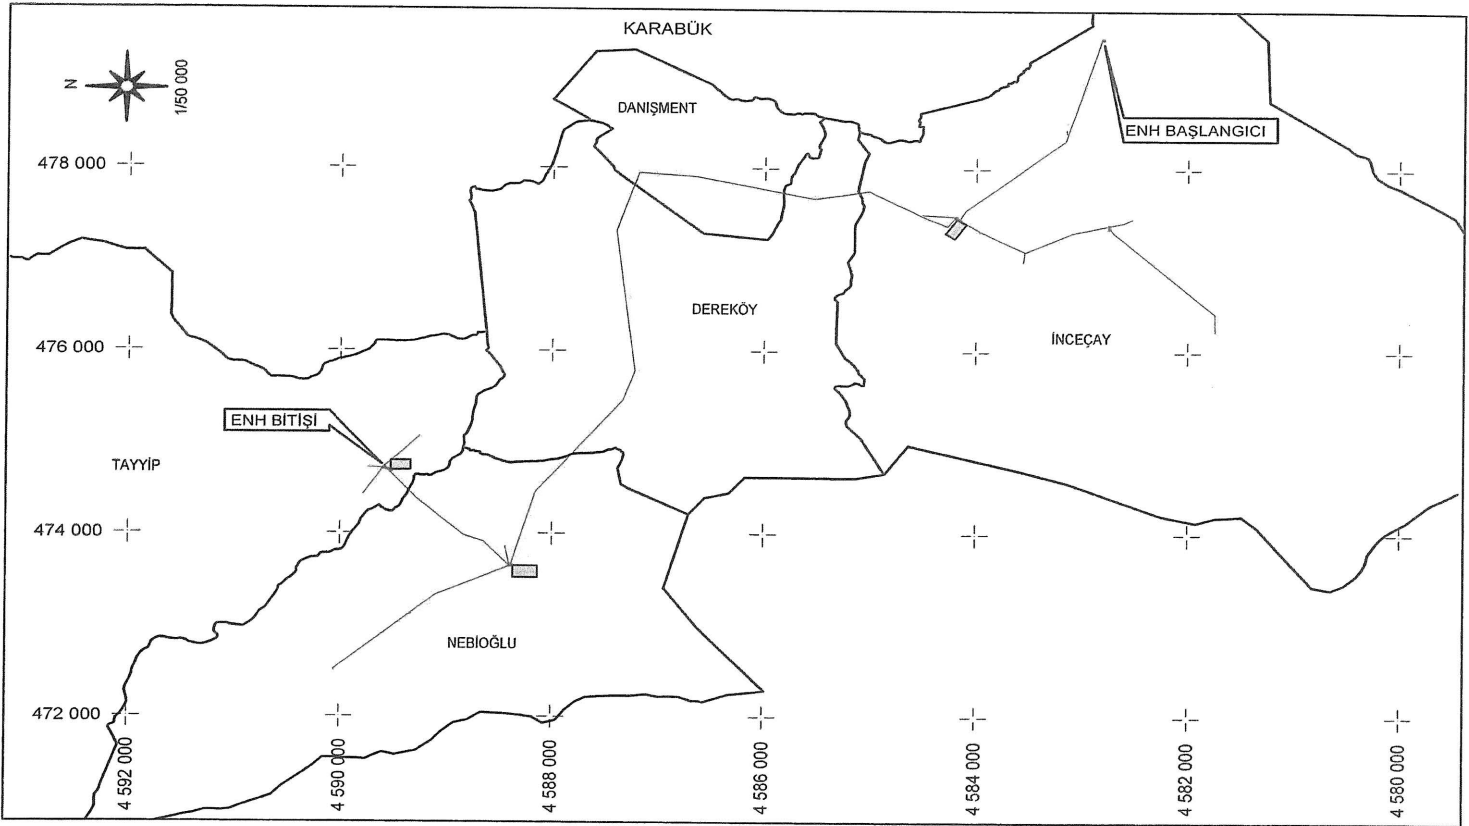 KARABÜK
N
1/50 000
DANIŞMENT
ENH BAŞLANGICI
478 000
DEREKÖY
İNCEÇAY
476 000
ENH BİTİŞİ
TAYYİP
474 000
NEBİOĞLU
472 000
4 592 000
4 590 000
4 588 000
4 586 000
4 584 000
4 582 000
4 580 000